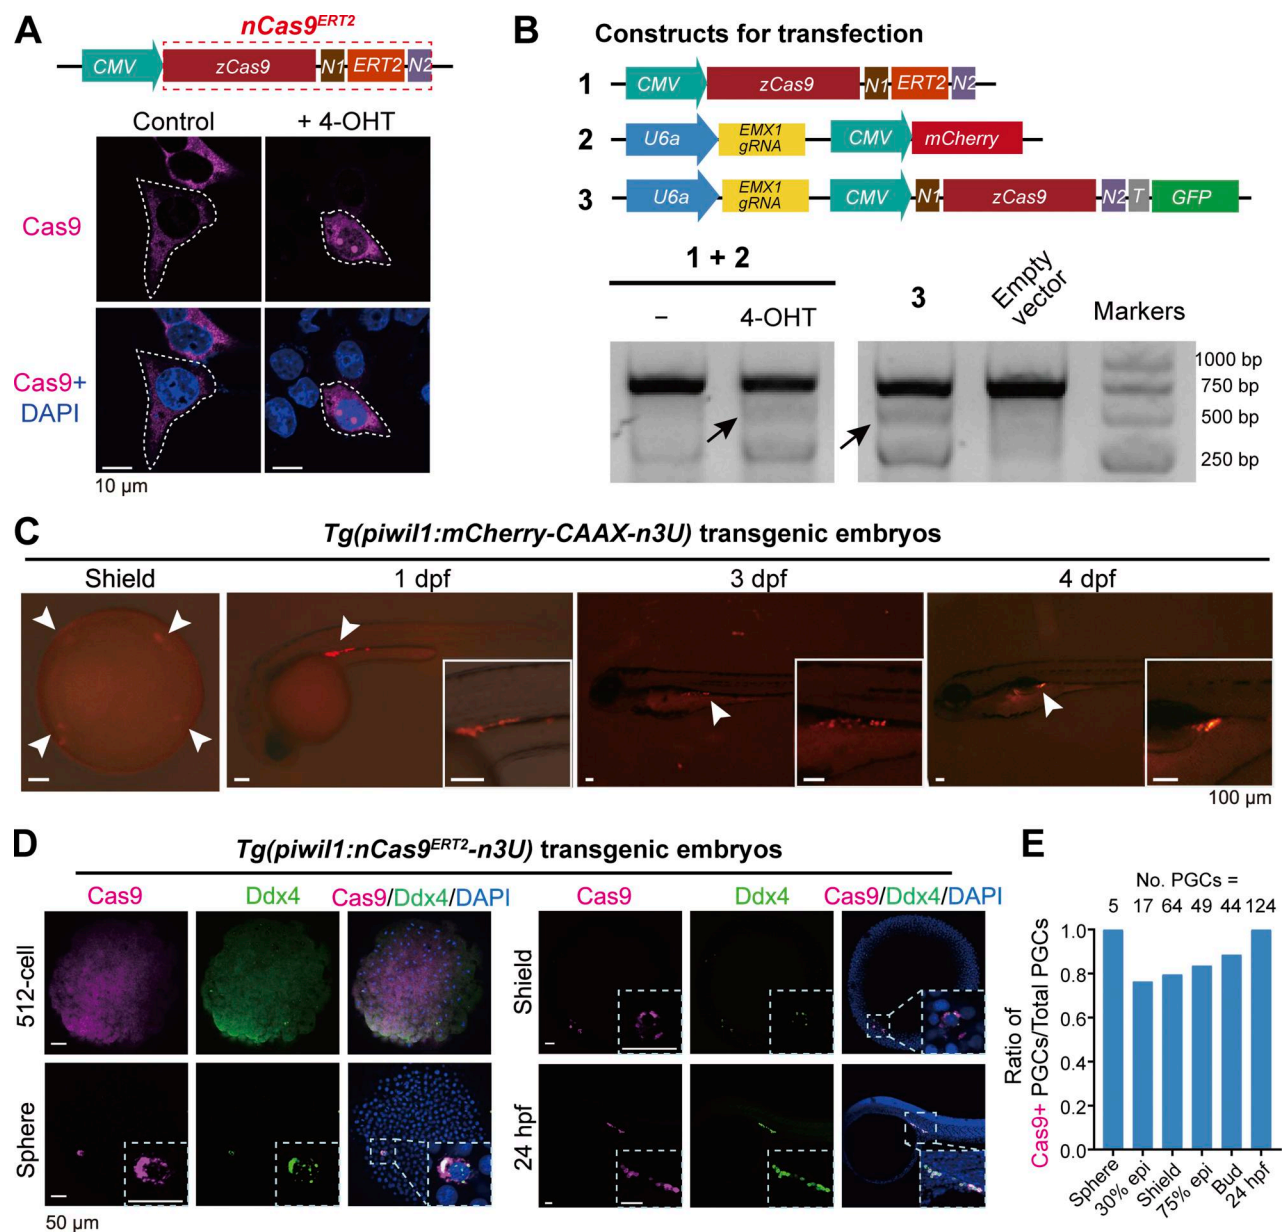 A
nCas9ERT2
CMV zCas9 N1 ERT2 N2
Control + 4-OHT
Cas9
Cas9+
DAPI
10 µm
B Constructs for transfection
1 CMV zCas9 N1 ERT2 N2
2 U6a EMX1 gRNA CMV mCherry
3 U6a EMX1 gRNA CMV N1 zCas9 N2 T GFP
1 + 2
– 4-OHT 3 Empty vector Markers
1000 bp
750 bp
500 bp
250 bp
C Tg(piwil1:mCherry-CAAX-n3U) transgenic embryos
Shield 1 dpf 3 dpf 4 dpf
100 µm
D Tg(piwil1:nCas9ERT2-n3U) transgenic embryos
Cas9 Ddx4 Cas9/Ddx4/DAPI Cas9 Ddx4 Cas9/Ddx4/DAPI
512-cell Shield
Sphere 24 hpf
50 µm
E
No. PGCs =
5 17 64 49 44 124
Ratio of
Cas9+ PGCs/Total PGCs
1.0
0.8
0.6
0.4
0.2
0.0
Sphere 30% epi Shield 75% epi Bud 24 hpf